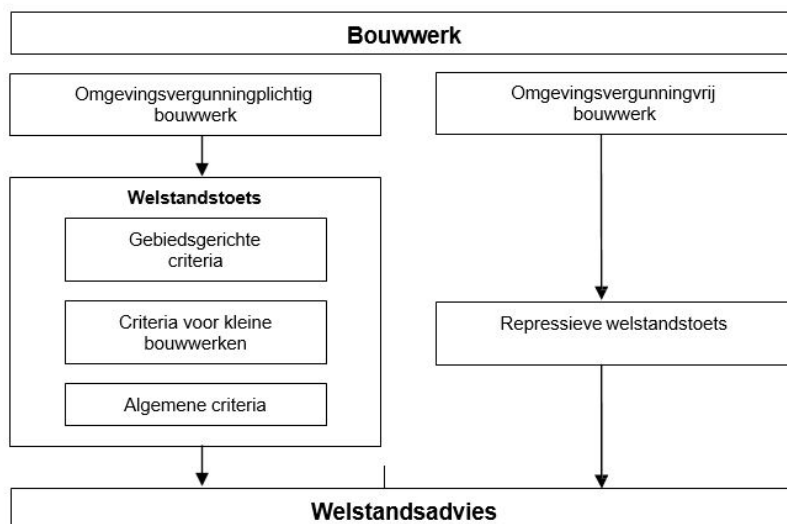 Bouwwerk
Omgevingsvergunningplichtig
bouwwerk
Omgevingsvergunningvrij
bouwwerk
Welstandstoets
Gebiedsgerichte
criteria
Criteria voor kleine
bouwwerken
Algemene criteria
Repressieve welstandstoets
Welstandsadvies